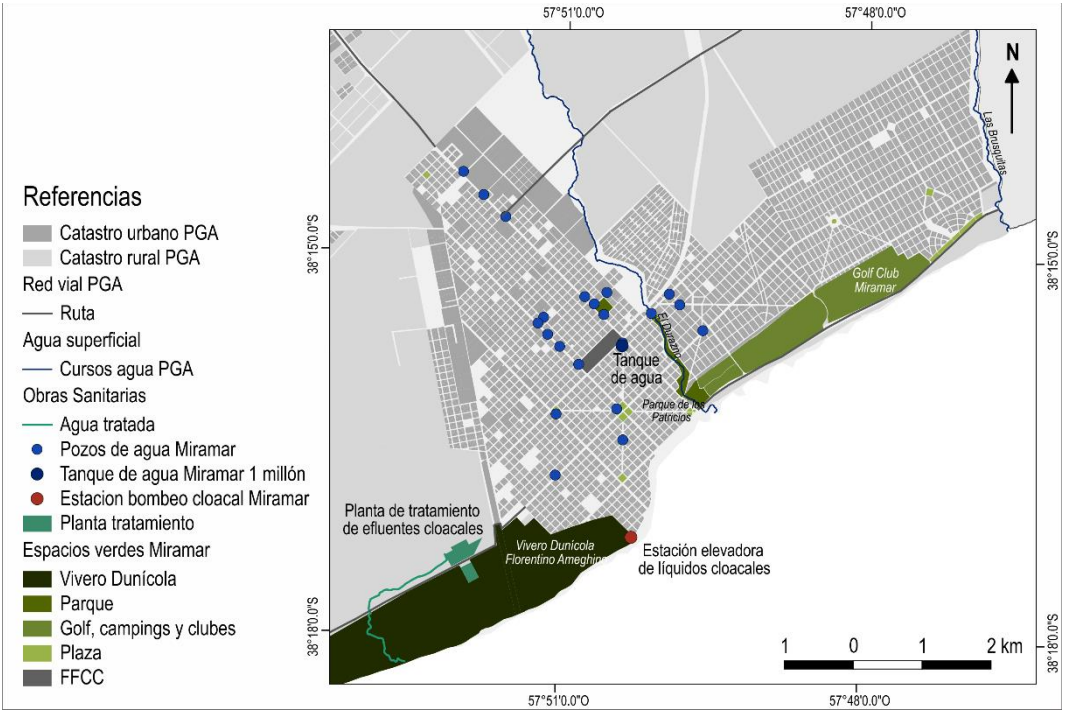 57°51'0.0"O
57°48'0.0"O
N
Las Brusquitas
38°15'0.0"S
38°15'0.0"S
Golf Club
Miramar
El Durazno
Tanque
de agua
Parque de los
Patricios
Planta de tratamiento
de efluentes cloacales
Vivero Dunícola
Florentino Ameghino
Estación elevadora
de líquidos cloacales
38°18'0.0"S
38°18'0.0"S
1 0 1 2 km
57°51'0.0"O
57°48'0.0"O
Referencias
Catastro urbano PGA
Catastro rural PGA
Red vial PGA
Ruta
Agua superficial
Cursos agua PGA
Obras Sanitarias
Agua tratada
Pozos de agua Miramar
Tanque de agua Miramar 1 millón
Estacion bombeo cloacal Miramar
Planta tratamiento
Espacios verdes Miramar
Vivero Dunícola
Parque
Golf, campings y clubes
Plaza
FFCC